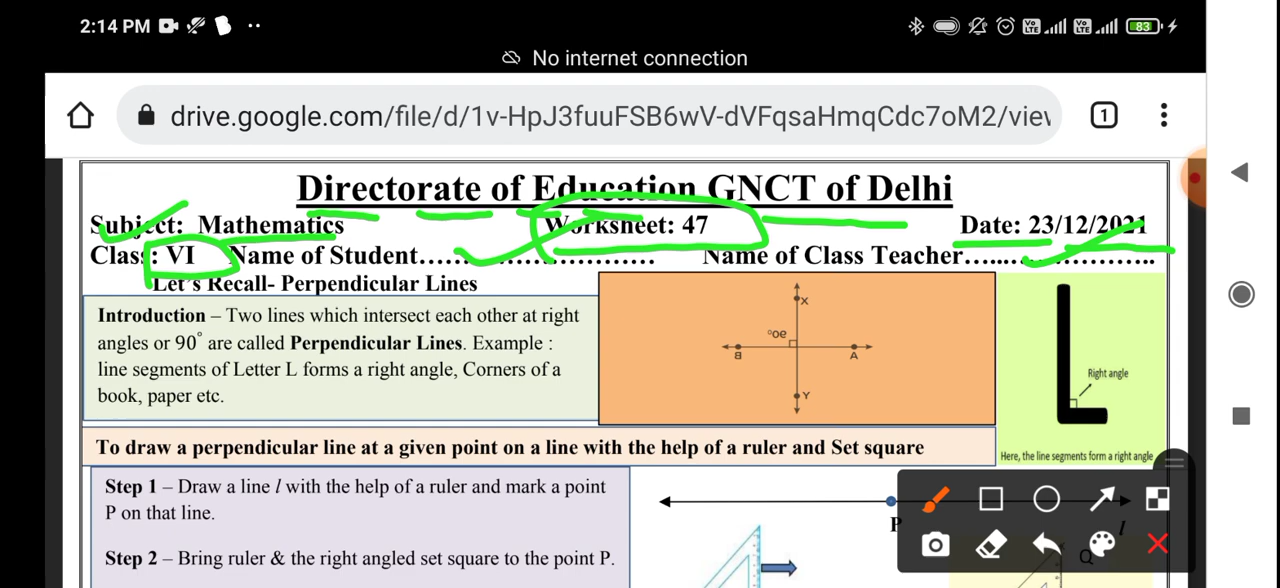 2:14 PM
83
No internet connection
drive.google.com/file/d/1v-HpJ3fuuFSB6wV-dVFqsaHmqCdc7oM2/view
1
Directorate of Education GNCT of Delhi
Subject: Mathematics Worksheet: 47 Date: 23/12/2021
Class: VI Name of Student………………………… Name of Class Teacher…………………..
Let's Recall- Perpendicular Lines
Introduction – Two lines which intersect each other at right
angles or 90° are called Perpendicular Lines. Example :
line segments of Letter L forms a right angle, Corners of a
book, paper etc.
X
90°
B
A
Y
Right angle
Here, the line segments form a right angle
To draw a perpendicular line at a given point on a line with the help of a ruler and Set square
Step 1 – Draw a line l with the help of a ruler and mark a point
P on that line.
Step 2 – Bring ruler & the right angled set square to the point P.
P
l
Q